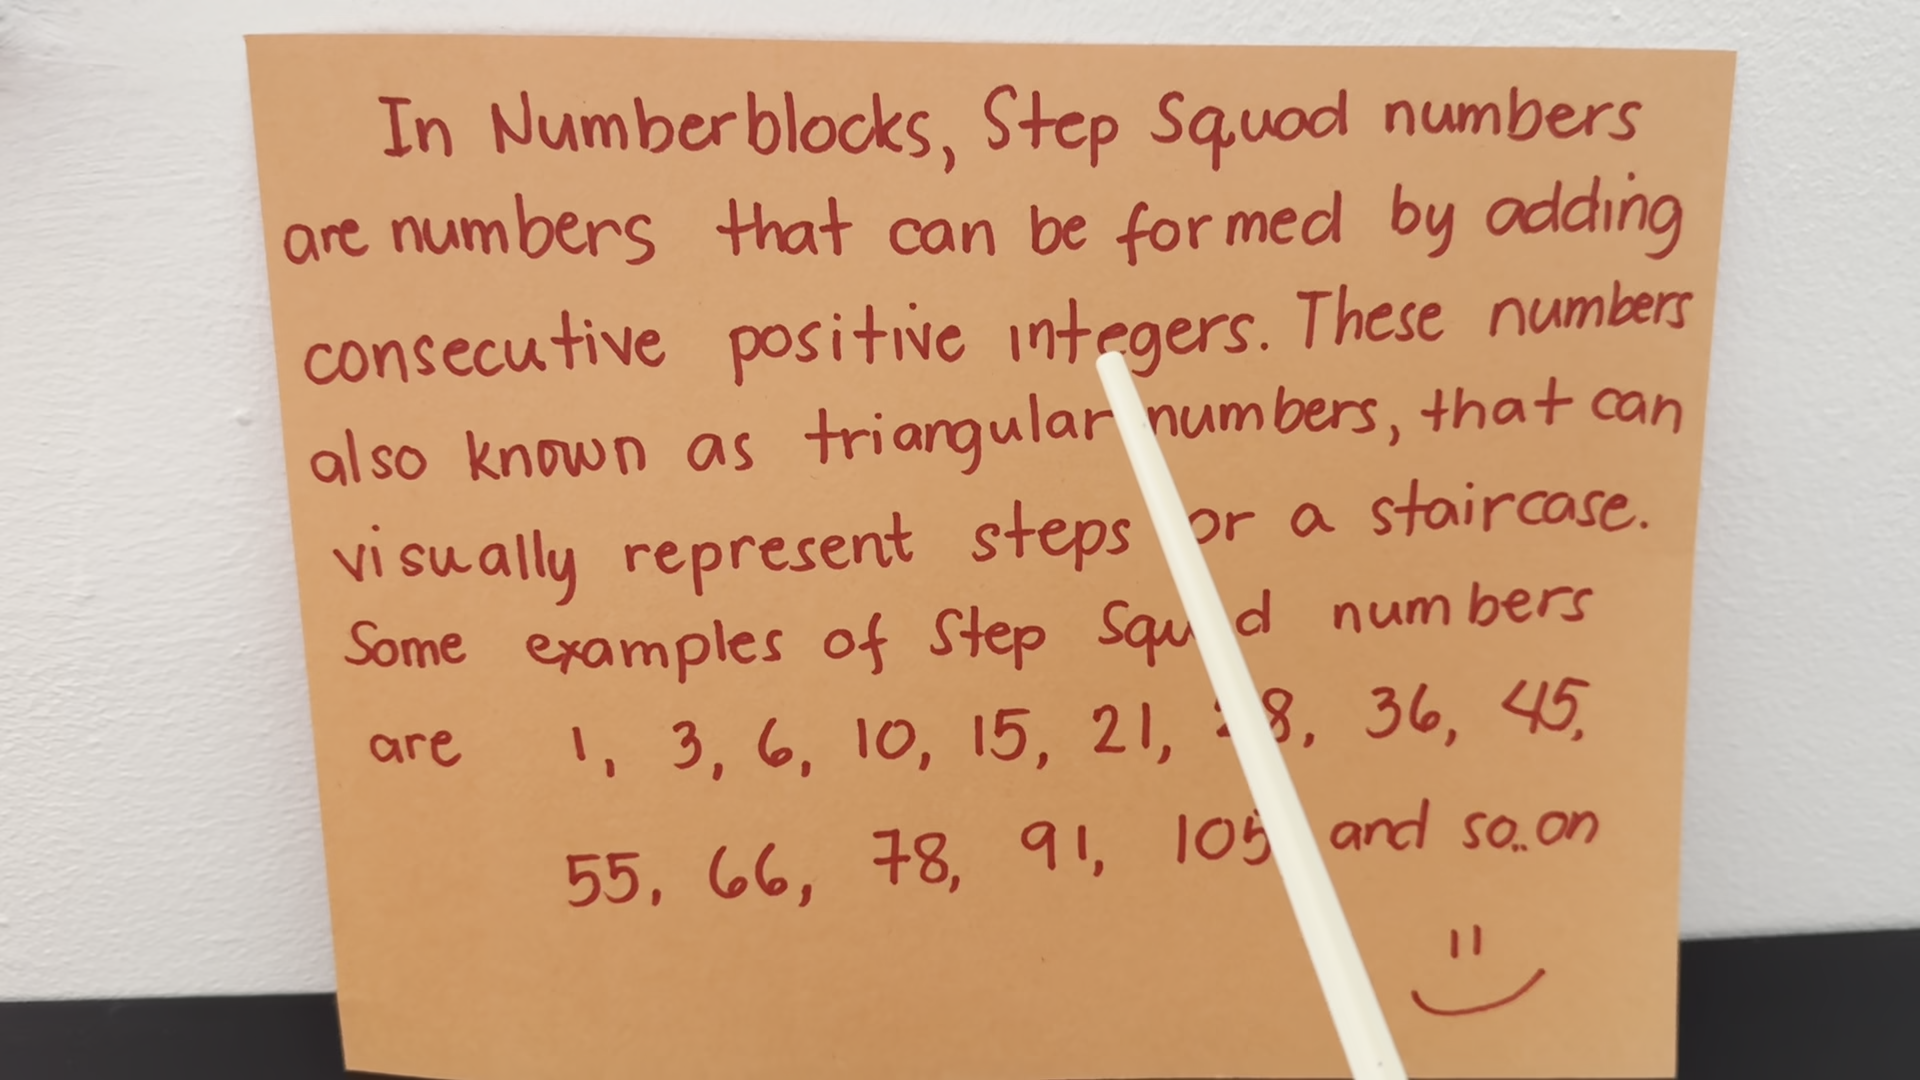 In Numberblocks, Step Squad numbers
are numbers that can be formed by adding
consecutive positive integers. These numbers
also known as triangular numbers, that can
visually represent steps or a staircase.
Some examples of Step Squad numbers
are 1, 3, 6, 10, 15, 21, 28, 36, 45,
55, 66, 78, 91, 105 and so..on